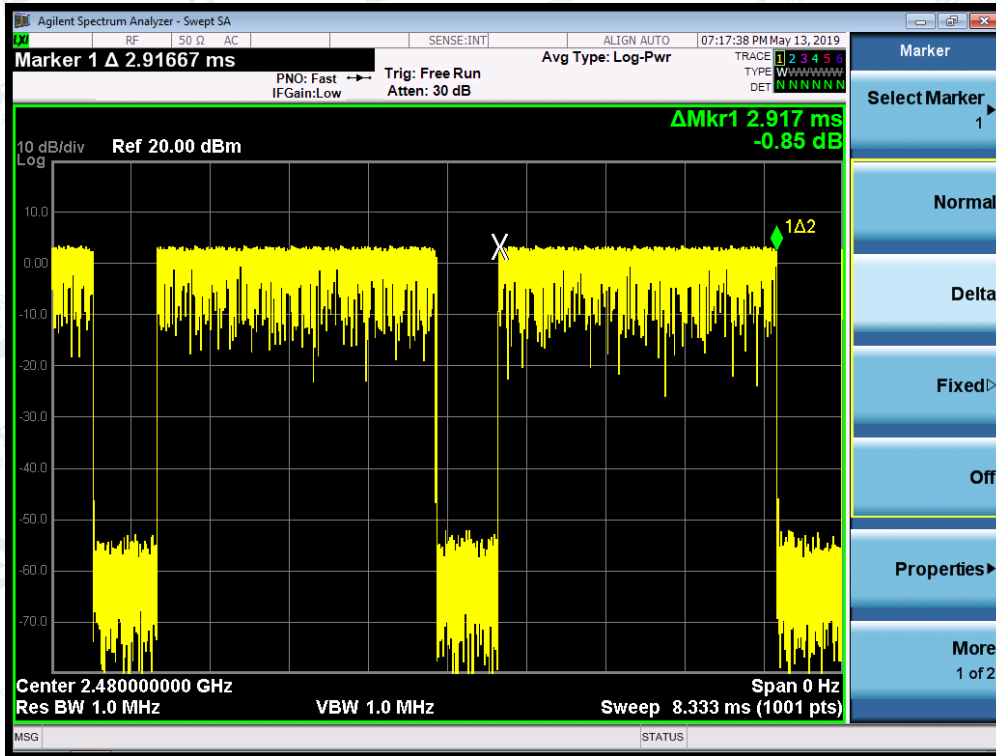 Agilent Spectrum Analyzer - Swept SA
LXI RF 50 Ω AC SENSE:INT ALIGN AUTO 07:17:38 PM May 13, 2019
Marker 1 Δ 2.91667 ms
PNO: Fast
IFGain:Low
Trig: Free Run
Atten: 30 dB
Avg Type: Log-Pwr
TRACE 1 2 3 4 5 6
TYPE WWWWWW
DET N N N N N N
ΔMkr1 2.917 ms
-0.85 dB
10 dB/div
Log
Ref 20.00 dBm
10.0
0.00
-10.0
-20.0
-30.0
-40.0
-50.0
-60.0
-70.0
X
1Δ2
Center 2.480000000 GHz
Span 0 Hz
Res BW 1.0 MHz
VBW 1.0 MHz
Sweep 8.333 ms (1001 pts)
MSG
STATUS
Marker
Select Marker
1
Normal
Delta
Fixed
Off
Properties
More
1 of 2